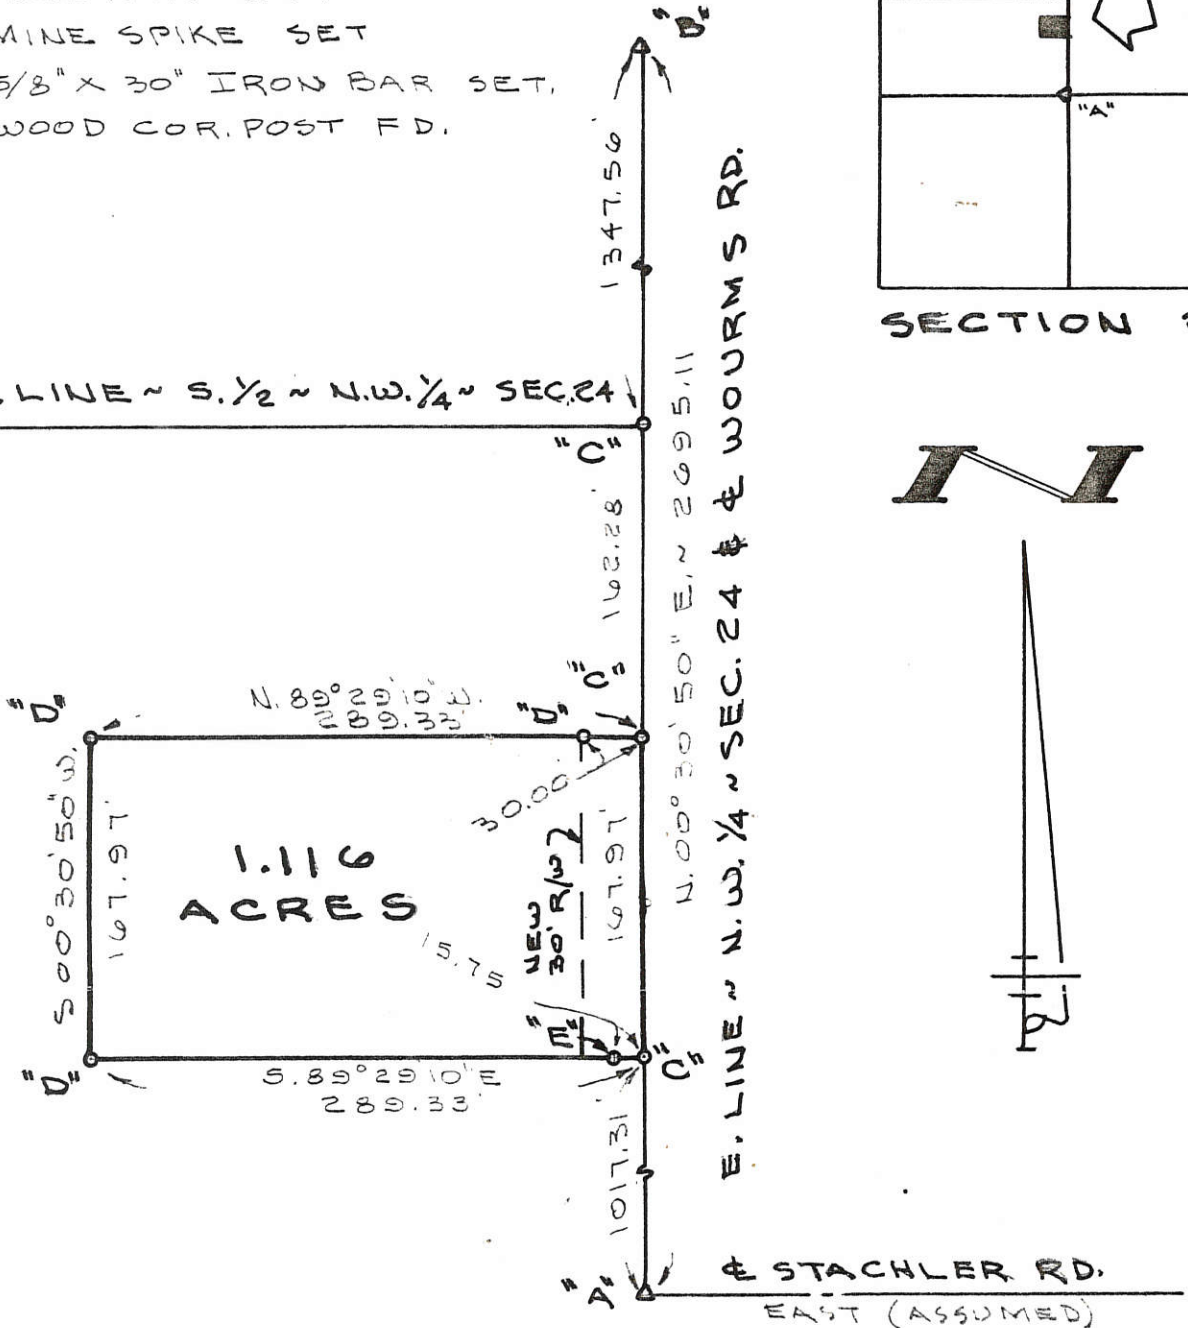 MINE SPIKE SET
5/8" X 30" IRON BAR SET.
WOOD COR. POST FD.
"B"
"A"
SECTION
1347.56'
. LINE ~ S. 1/2 ~ N.W. 1/4 ~ SEC. 24
"C"
162.28'
N. 00° 30' 50" E. ~ 2695.11
E. LINE ~ N.W. 1/4 ~ SEC. 24 & ℄ WOURMS RD.
N
"C"
"D"
N. 89° 29' 10" W.
289.33'
"D"
30.00
S 00° 30' 50" W.
167.97'
1.116
ACRES
NEW
30' R/W
167.97'
15.75
"E"
"C"
"D"
S. 89° 29' 10" E
289.33'
1017.31'
"A"
℄ STACHLER RD.
EAST (ASSUMED)